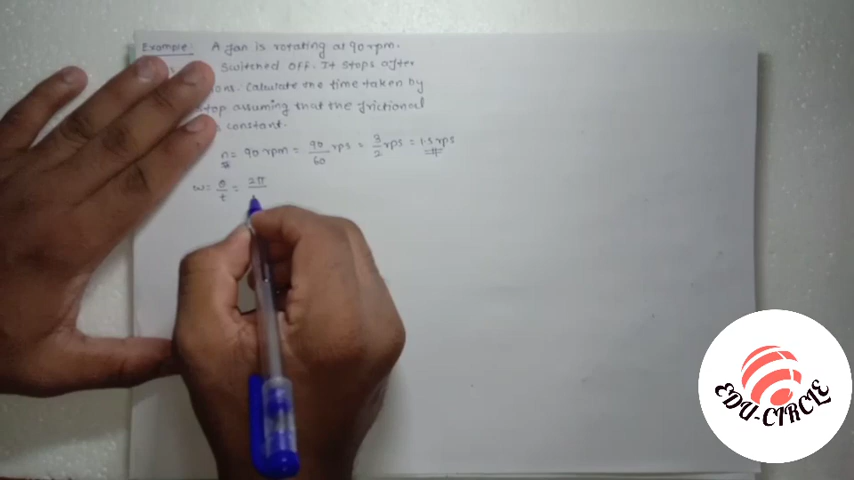 Example: A fan is rotating at 90 rpm.
Switched OFF. It stops after
ons. Calculate the time taken by
stop assuming that the frictional
constant.
n = 90 rpm = 90/60 rps = 3/2 rps = 1.5 rps
ω = θ/t = 2π
EDU-CIRCLE